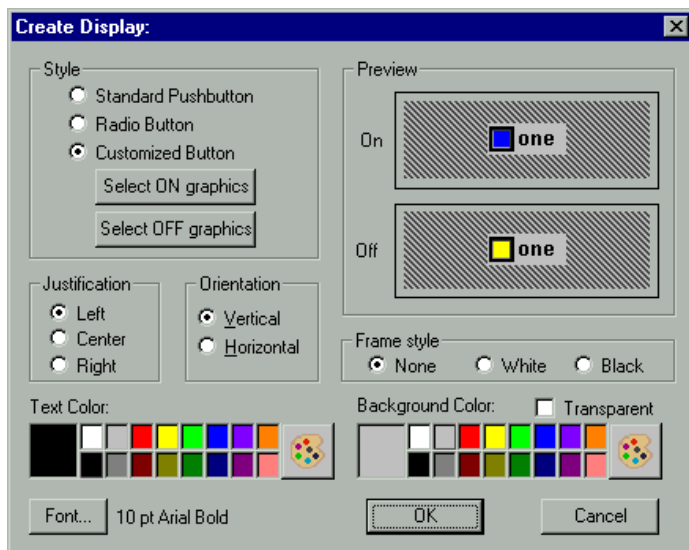 Create Display:
Style
Standard Pushbutton
Radio Button
Customized Button
Select ON graphics
Select OFF graphics
Preview
On
one
Off
one
Justification
Left
Center
Right
Orientation
Vertical
Horizontal
Frame style
None
White
Black
Text Color:
Background Color:
Transparent
Font...
10 pt Arial Bold
OK
Cancel